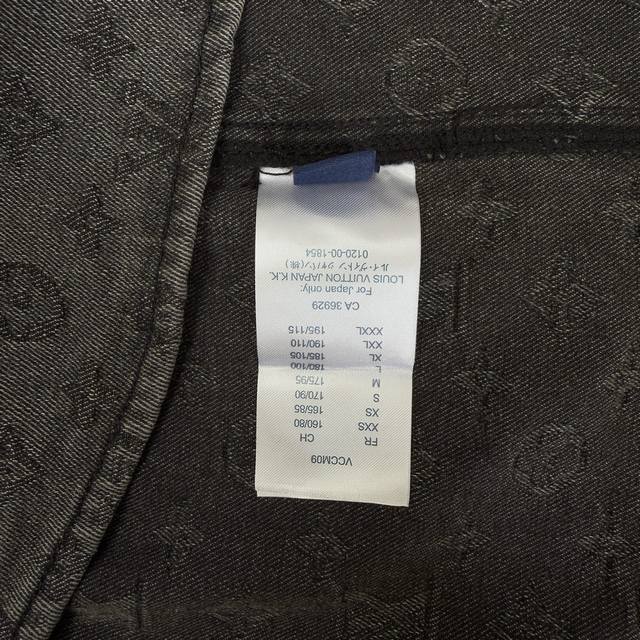 VCCM09
FR CH
XXS 160/80
XS 165/85
S 170/90
M 175/95
L 180/100
XL 185/105
XXL 190/110
XXXL 195/115
CA 36929
For Japan only:
LOUIS VUITTON JAPAN K.K.
ルイ・ヴィトン ジャパン(株)
0120-00-1854